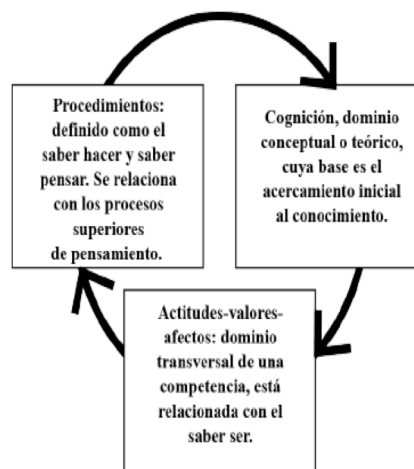 Procedimientos:
definido como el
saber hacer y saber
pensar. Se relaciona
con los procesos
superiores
de pensamiento.
Cognición, dominio
conceptual o teórico,
cuya base es el
acercamiento inicial
al conocimiento.
Actitudes-valores-
afectos: dominio
transversal de una
competencia, está
relacionada con el
saber ser.